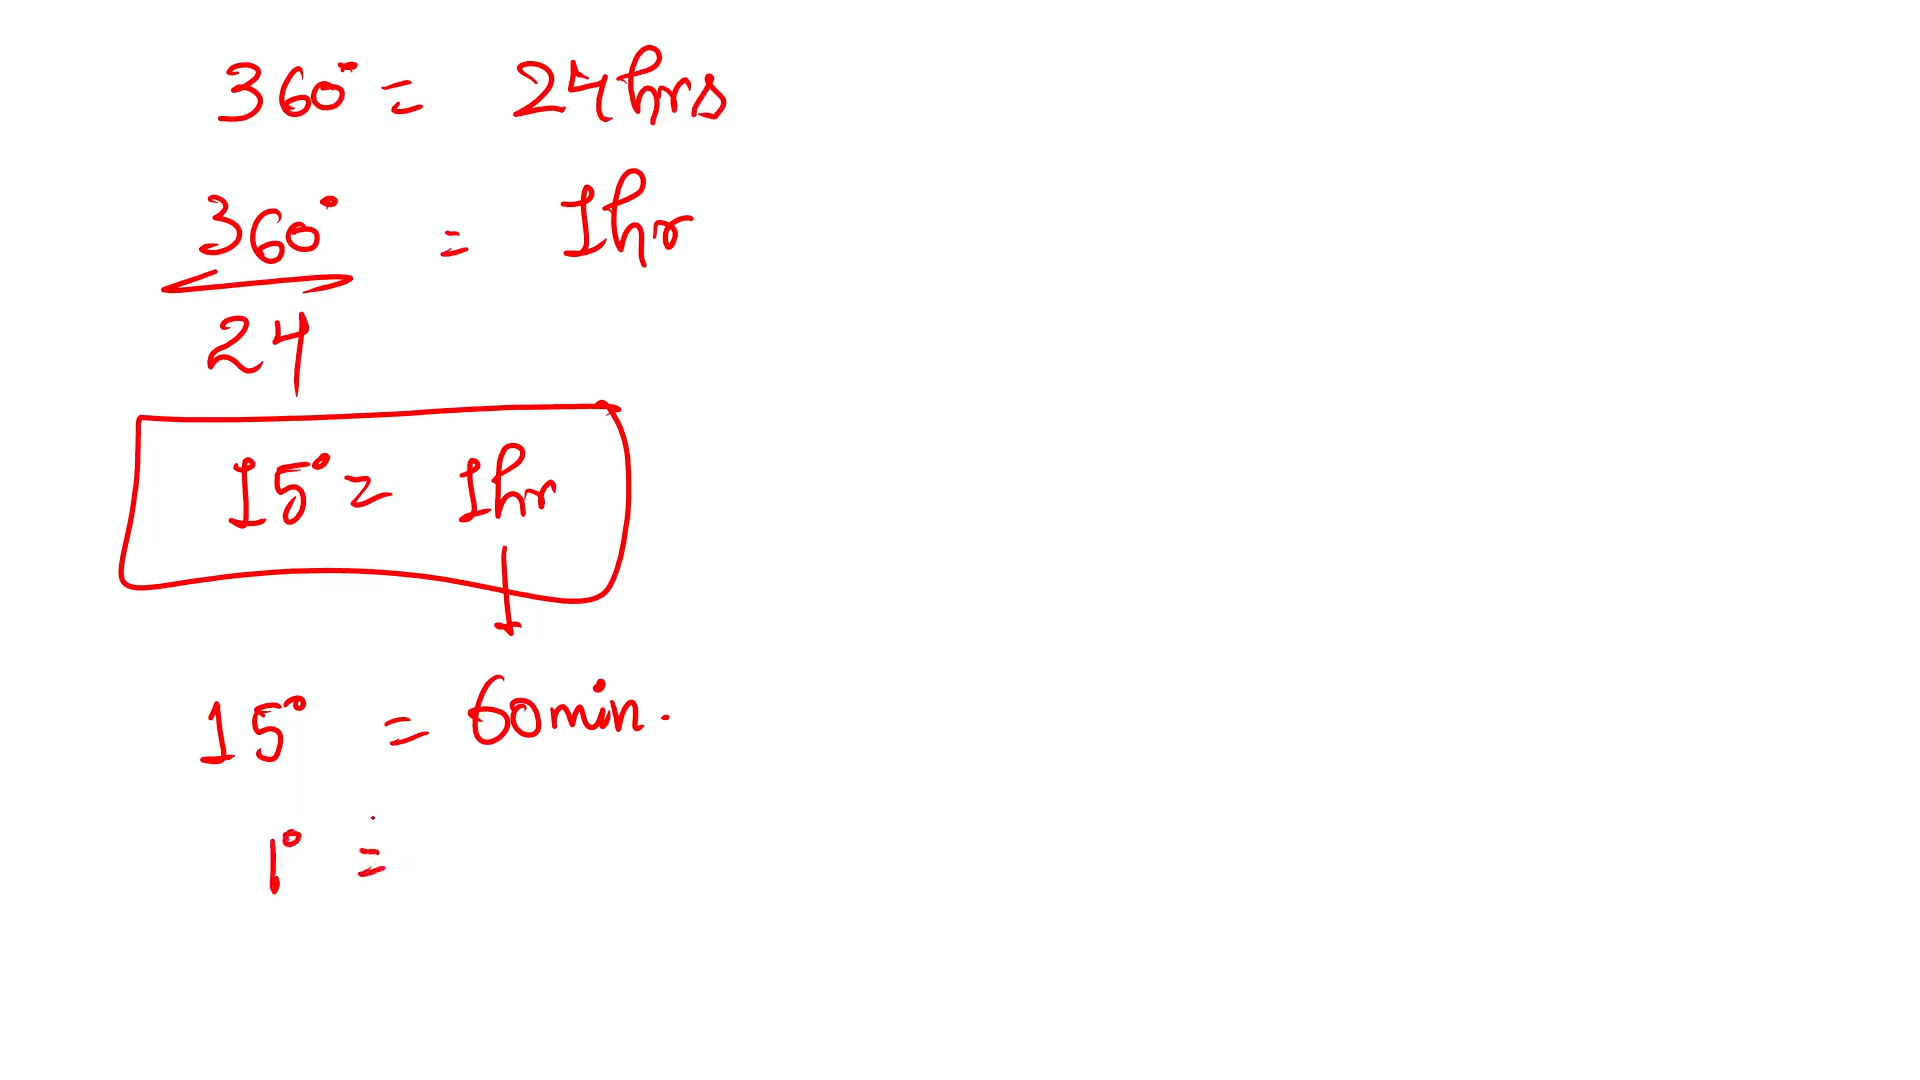 360° = 24hrs
360° = 1hr
24
15° = 1hr
15° = 60min.
1° =